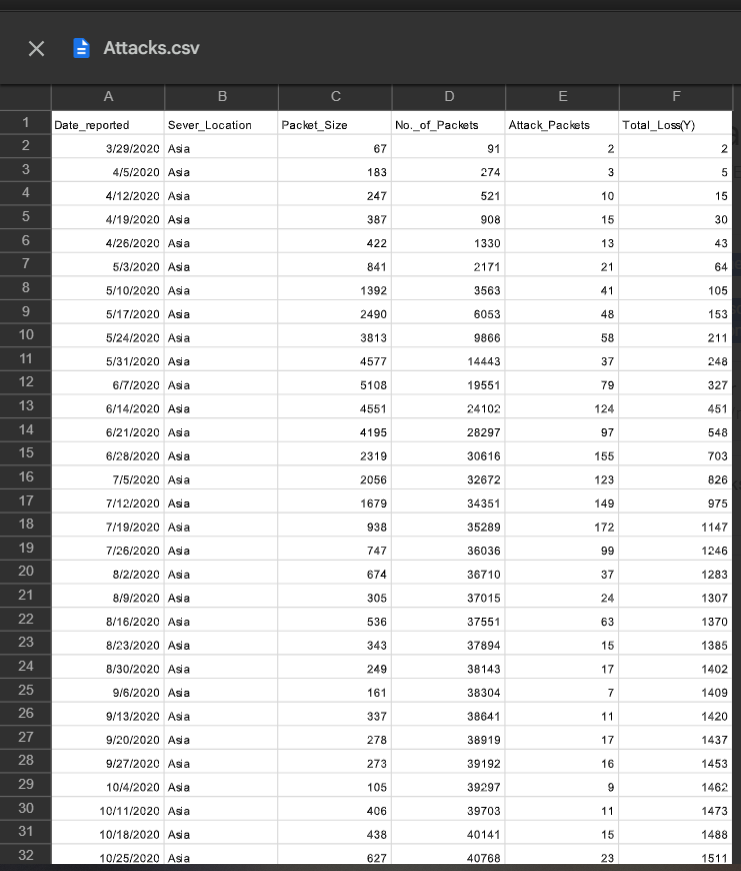 Attacks.csv
A B C D E F
1 Date_reported Sever_Location Packet_Size No._of_Packets Attack_Packets Total_Loss(Y)
2 3/29/2020 Asia 67 91 2 2
3 4/5/2020 Asia 183 274 3 5
4 4/12/2020 Asia 247 521 10 15
5 4/19/2020 Asia 387 908 15 30
6 4/26/2020 Asia 422 1330 13 43
7 5/3/2020 Asia 841 2171 21 64
8 5/10/2020 Asia 1392 3563 41 105
9 5/17/2020 Asia 2490 6053 48 153
10 5/24/2020 Asia 3813 9866 58 211
11 5/31/2020 Asia 4577 14443 37 248
12 6/7/2020 Asia 5108 19551 79 327
13 6/14/2020 Asia 4551 24102 124 451
14 6/21/2020 Asia 4195 28297 97 548
15 6/28/2020 Asia 2319 30616 155 703
16 7/5/2020 Asia 2056 32672 123 826
17 7/12/2020 Asia 1679 34351 149 975
18 7/19/2020 Asia 938 35289 172 1147
19 7/26/2020 Asia 747 36036 99 1246
20 8/2/2020 Asia 674 36710 37 1283
21 8/9/2020 Asia 305 37015 24 1307
22 8/16/2020 Asia 536 37551 63 1370
23 8/23/2020 Asia 343 37894 15 1385
24 8/30/2020 Asia 249 38143 17 1402
25 9/6/2020 Asia 161 38304 7 1409
26 9/13/2020 Asia 337 38641 11 1420
27 9/20/2020 Asia 278 38919 17 1437
28 9/27/2020 Asia 273 39192 16 1453
29 10/4/2020 Asia 105 39297 9 1462
30 10/11/2020 Asia 406 39703 11 1473
31 10/18/2020 Asia 438 40141 15 1488
32 10/25/2020 Asia 627 40768 23 1511